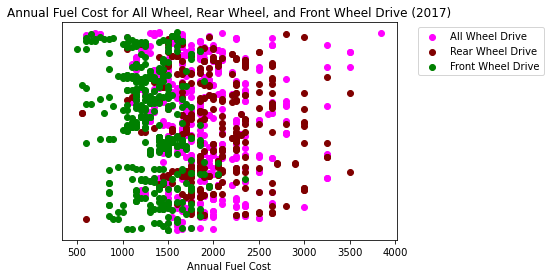 Annual Fuel Cost for All Wheel, Rear Wheel, and Front Wheel Drive (2017)
All Wheel Drive
Rear Wheel Drive
Front Wheel Drive
500 1000 1500 2000 2500 3000 3500 4000
Annual Fuel Cost